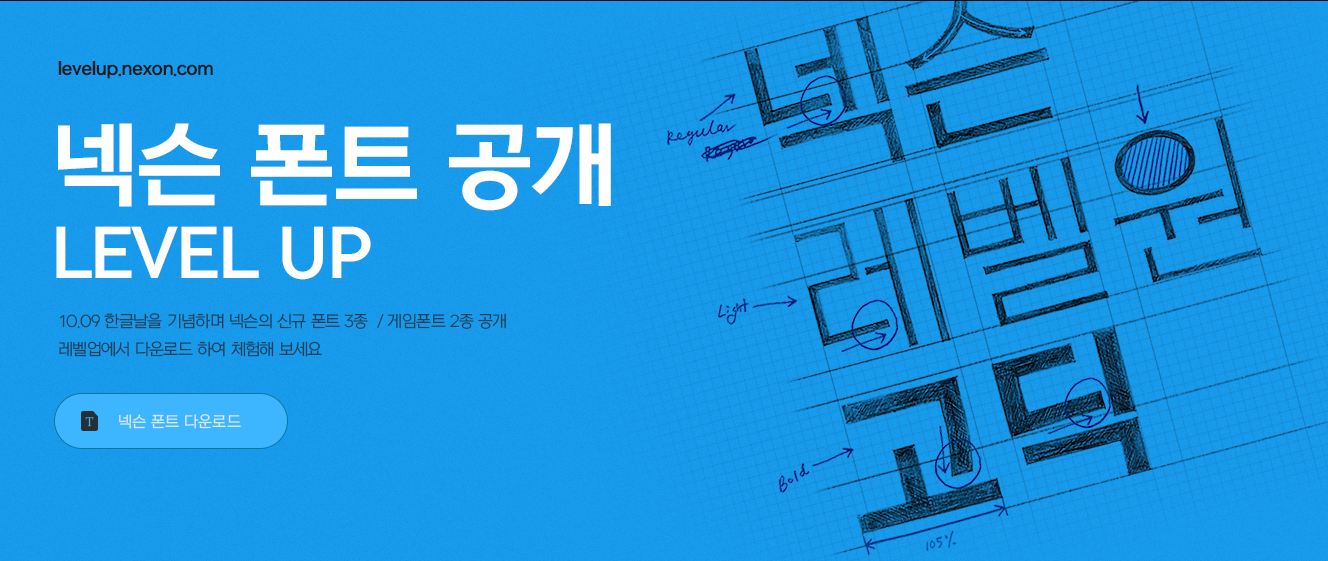 levelup.nexon.com
넥슨 폰트 공개
LEVEL UP
10.09 한글날을 기념하며 넥슨의 신규 폰트 3종 / 게임폰트 2종 공개
레벨업에서 다운로드 하여 체험해 보세요
T 넥슨 폰트 다운로드
넥슨
Regular
레벨원
Light
고딕
Bold
105%